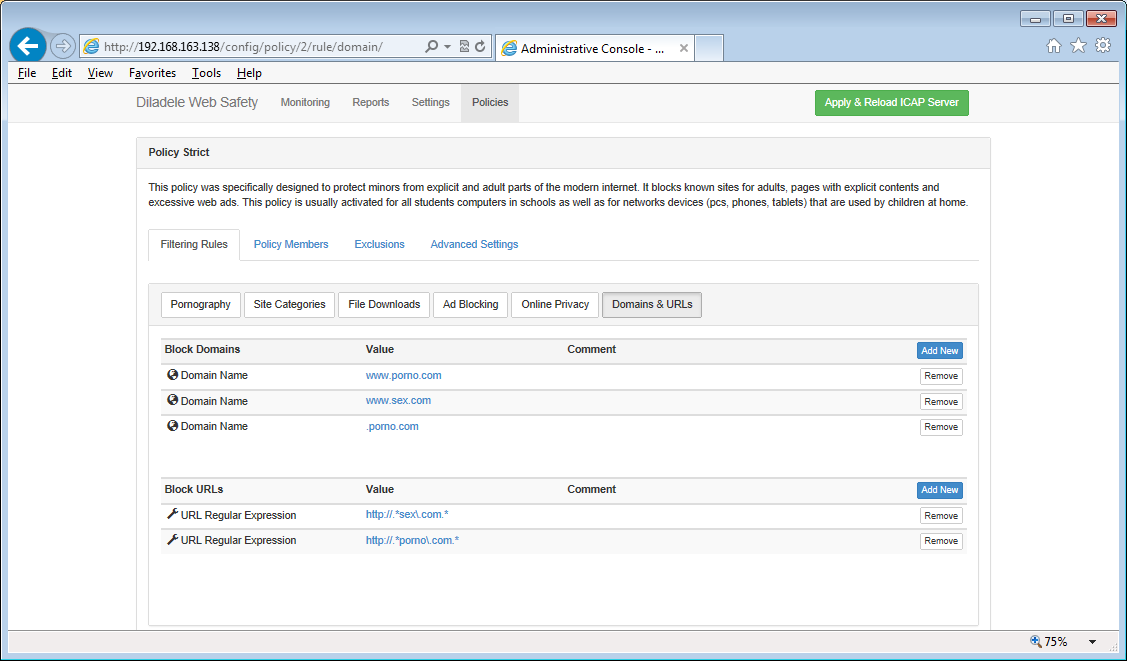 http://192.168.163.138/config/policy/2/rule/domain/
Administrative Console - ...
File Edit View Favorites Tools Help
Diladele Web Safety Monitoring Reports Settings Policies Apply & Reload ICAP Server
Policy Strict
This policy was specifically designed to protect minors from explicit and adult parts of the modern internet. It blocks known sites for adults, pages with explicit contents and
excessive web ads. This policy is usually activated for all students computers in schools as well as for networks devices (pcs, phones, tablets) that are used by children at home.
Filtering Rules Policy Members Exclusions Advanced Settings
Pornography Site Categories File Downloads Ad Blocking Online Privacy Domains & URLs
Block Domains Value Comment Add New
Domain Name www.porno.com Remove
Domain Name www.sex.com Remove
Domain Name .porno.com Remove
Block URLs Value Comment Add New
URL Regular Expression http://.*sex\.com.* Remove
URL Regular Expression http://.*porno\.com.* Remove
75%